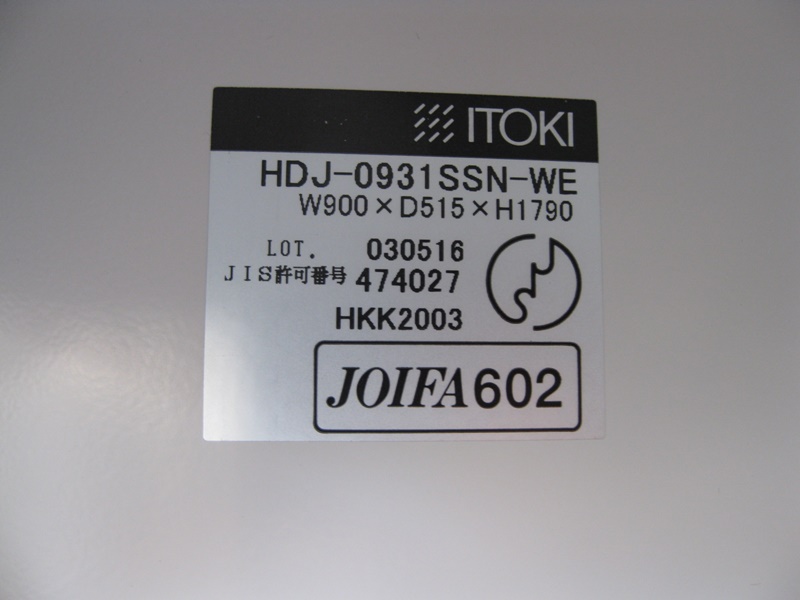 ITOKI
HDJ-0931SSN-WE
W900×D515×H1790
LOT. 030516
JIS許可番号 474027
HKK2003
JOIFA602